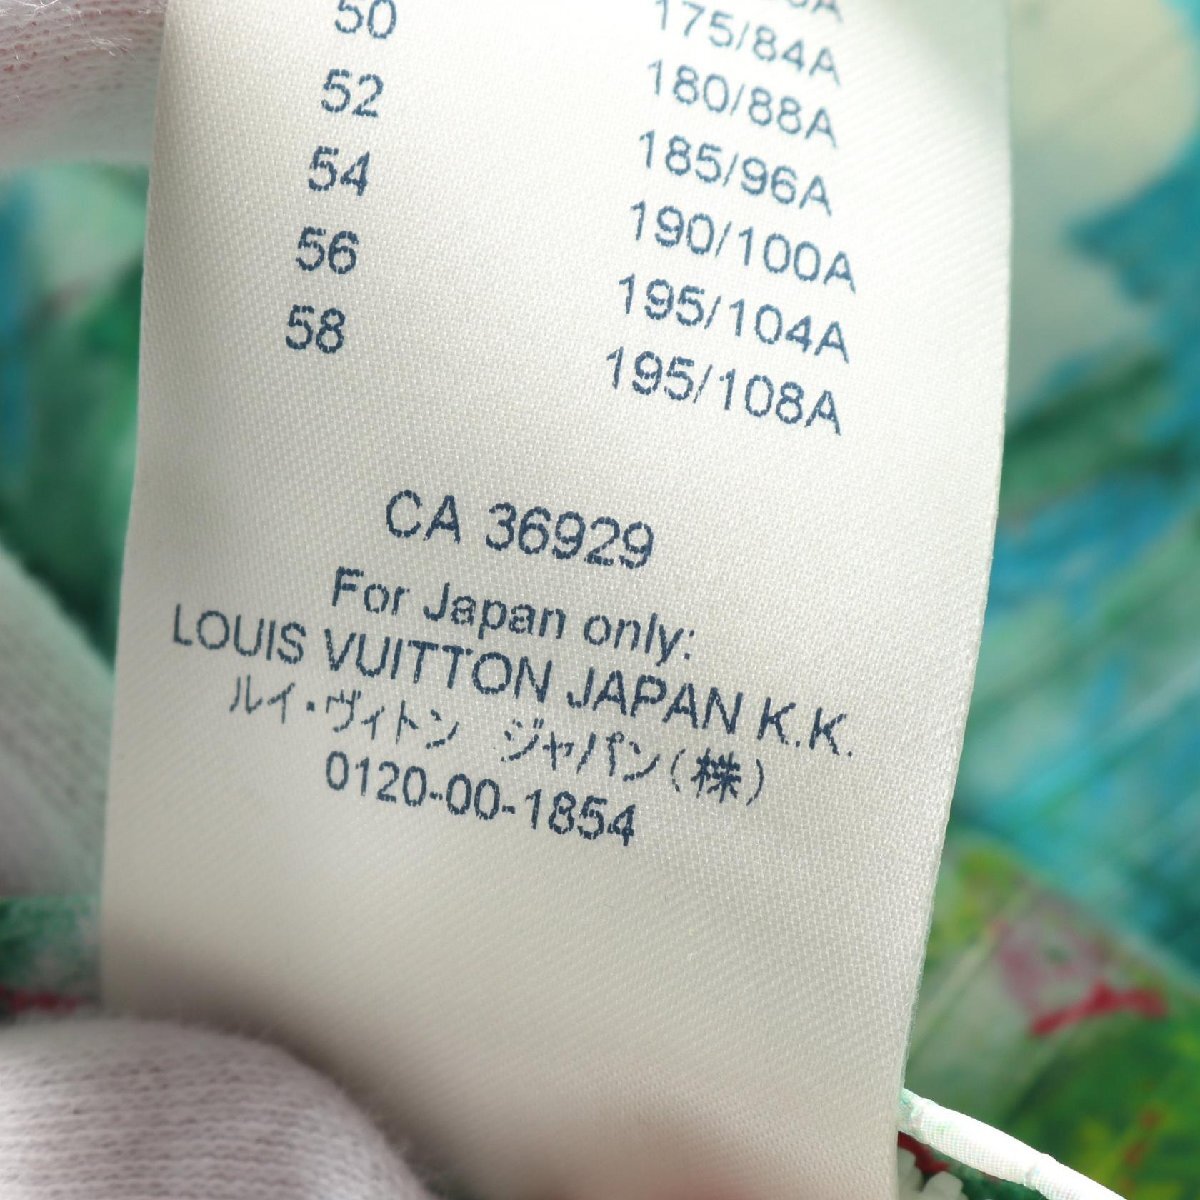 50 175/84A
52 180/88A
54 185/96A
56 190/100A
58 195/104A
195/108A
CA 36929
For Japan only:
LOUIS VUITTON JAPAN K.K.
ルイ・ヴィトン ジャパン(株)
0120-00-1854